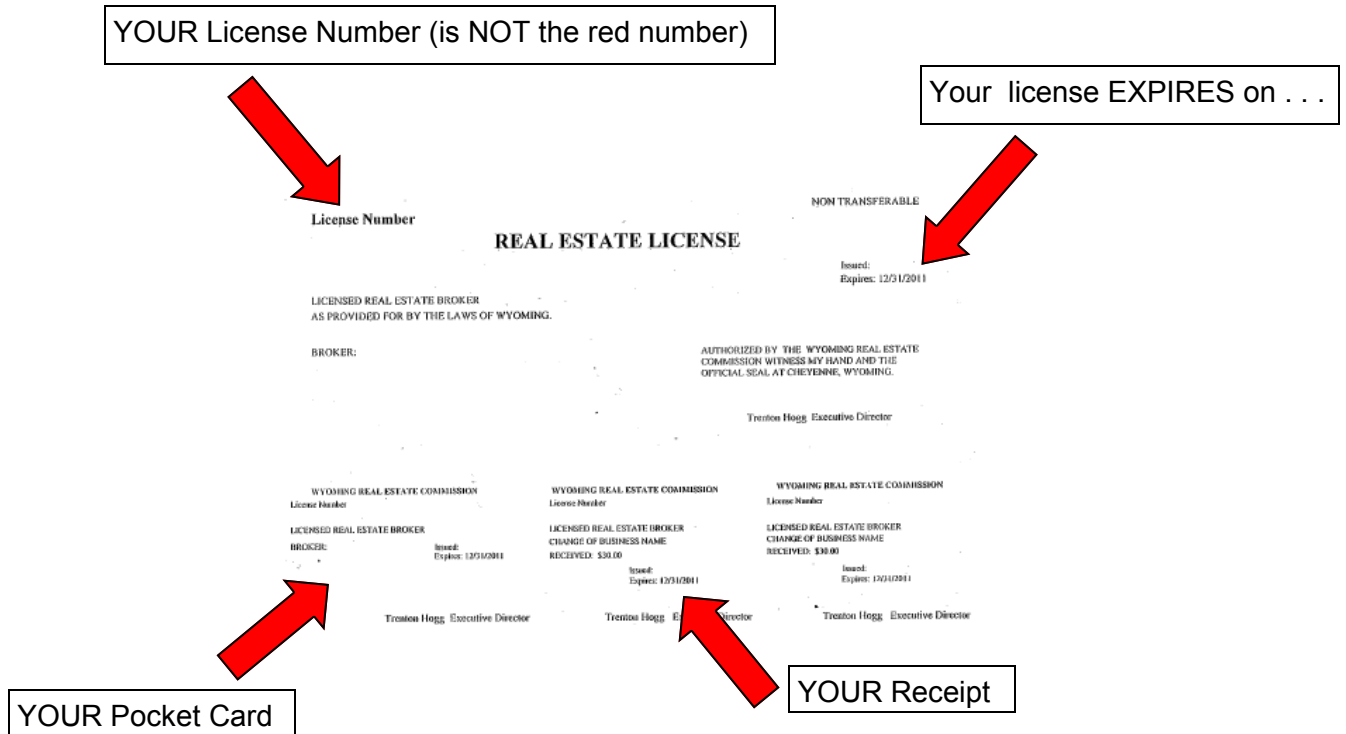 YOUR License Number (is NOT the red number)
Your license EXPIRES on . . .
NON TRANSFERABLE
License Number
REAL ESTATE LICENSE
Issued:
Expires: 12/31/2011
LICENSED REAL ESTATE BROKER
AS PROVIDED FOR BY THE LAWS OF WYOMING.
BROKER:
AUTHORIZED BY THE WYOMING REAL ESTATE
COMMISSION WITNESS MY HAND AND THE
OFFICIAL SEAL AT CHEYENNE, WYOMING.
Trenton Hogg Executive Director
WYOMING REAL ESTATE COMMISSION
License Number
LICENSED REAL ESTATE BROKER
BROKER:
Issued:
Expires: 12/31/2011
Trenton Hogg Executive Director
WYOMING REAL ESTATE COMMISSION
License Number
LICENSED REAL ESTATE BROKER
CHANGE OF BUSINESS NAME
RECEIVED: $30.00
Issued:
Expires: 12/31/2011
Trenton Hogg
WYOMING REAL ESTATE COMMISSION
License Number
LICENSED REAL ESTATE BROKER
CHANGE OF BUSINESS NAME
RECEIVED: $30.00
Issued:
Expires: 12/31/2011
Trenton Hogg Executive Director
YOUR Pocket Card
YOUR Receipt